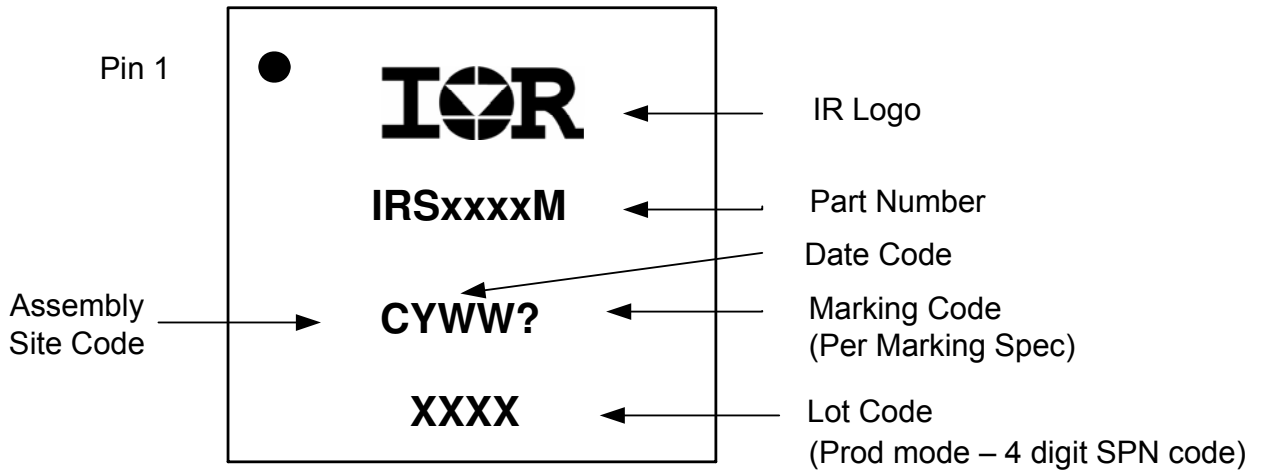 Pin 1
IOR
IR Logo
IRSxxxxM
Part Number
Date Code
Assembly
Site Code
CYWW?
Marking Code
(Per Marking Spec)
XXXX
Lot Code
(Prod mode – 4 digit SPN code)